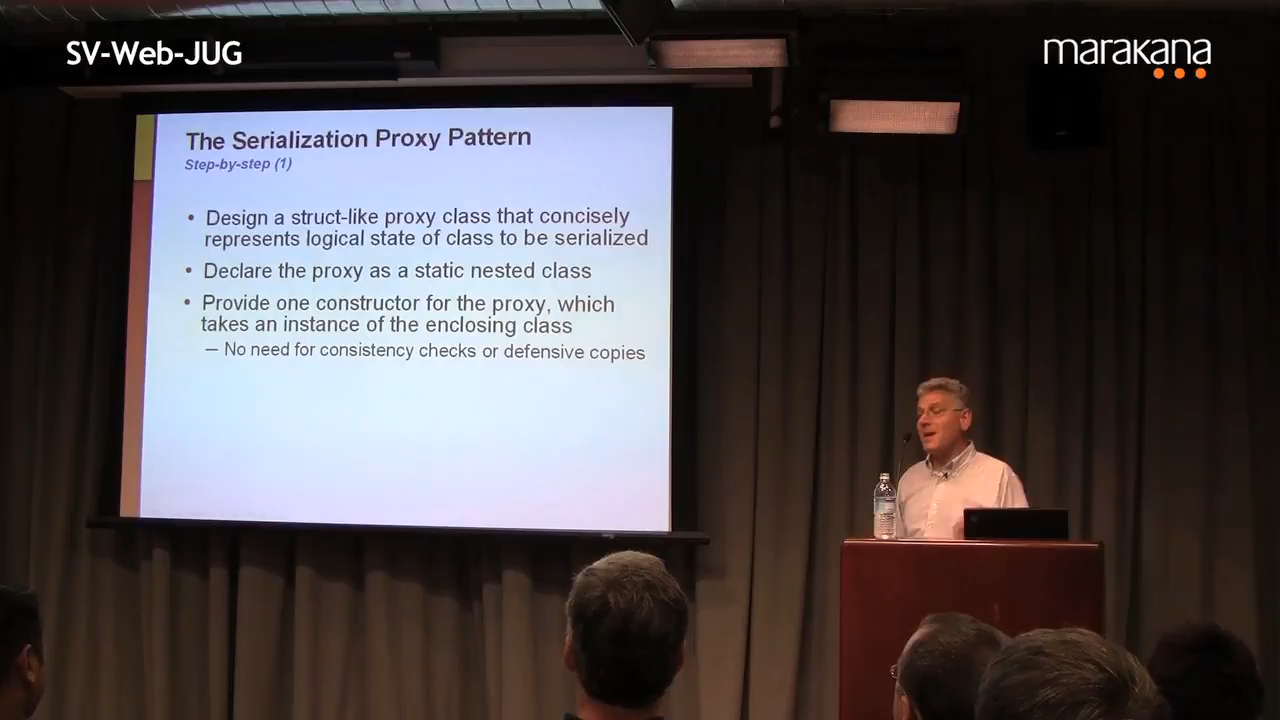 SV-Web-JUG
marakana
The Serialization Proxy Pattern
Step-by-step (1)
• Design a struct-like proxy class that concisely
represents logical state of class to be serialized
• Declare the proxy as a static nested class
• Provide one constructor for the proxy, which
takes an instance of the enclosing class
– No need for consistency checks or defensive copies